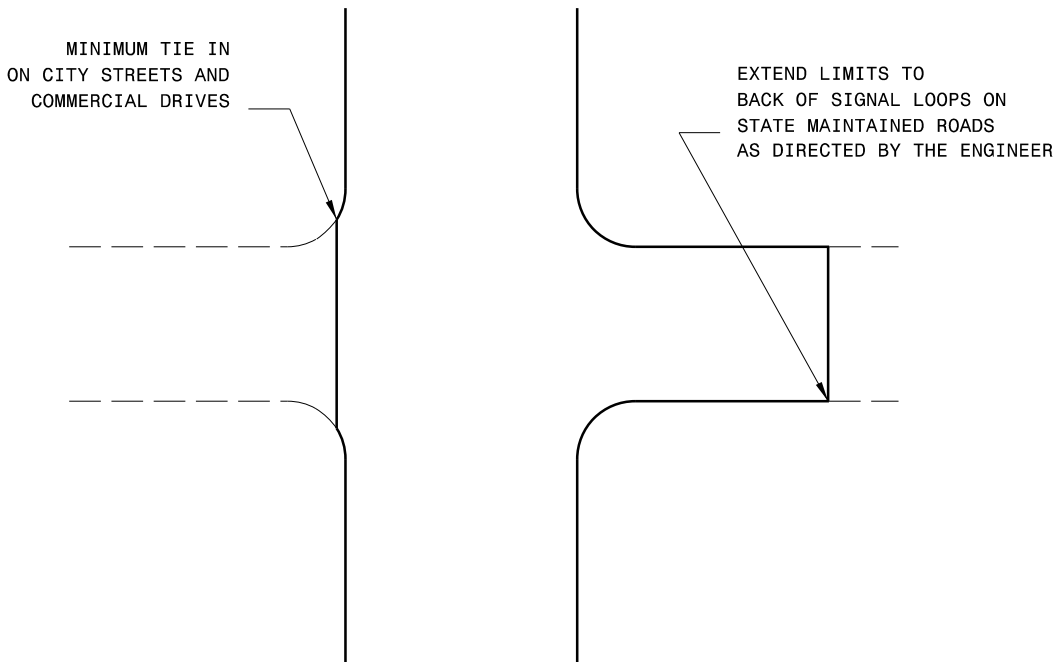 MINIMUM TIE IN
ON CITY STREETS AND
COMMERCIAL DRIVES
EXTEND LIMITS TO
BACK OF SIGNAL LOOPS ON
STATE MAINTAINED ROADS
AS DIRECTED BY THE ENGINEER